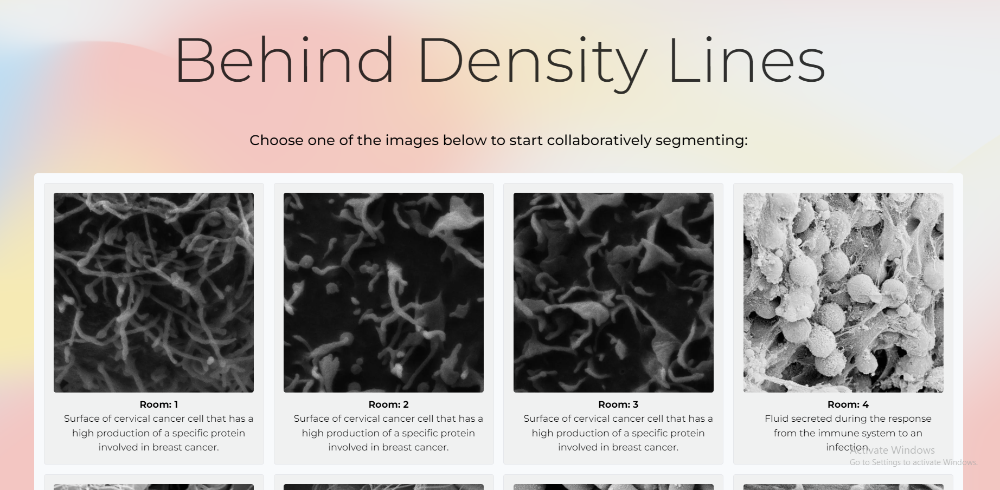 Behind Density Lines
Choose one of the images below to start collaboratively segmenting:
Room: 1
Surface of cervical cancer cell that has a
high production of a specific protein
involved in breast cancer.
Room: 2
Surface of cervical cancer cell that has a
high production of a specific protein
involved in breast cancer.
Room: 3
Surface of cervical cancer cell that has a
high production of a specific protein
involved in breast cancer.
Room: 4
Fluid secreted during the response
from the immune system to an
infection.
Activate Windows
Go to Settings to activate Windows.